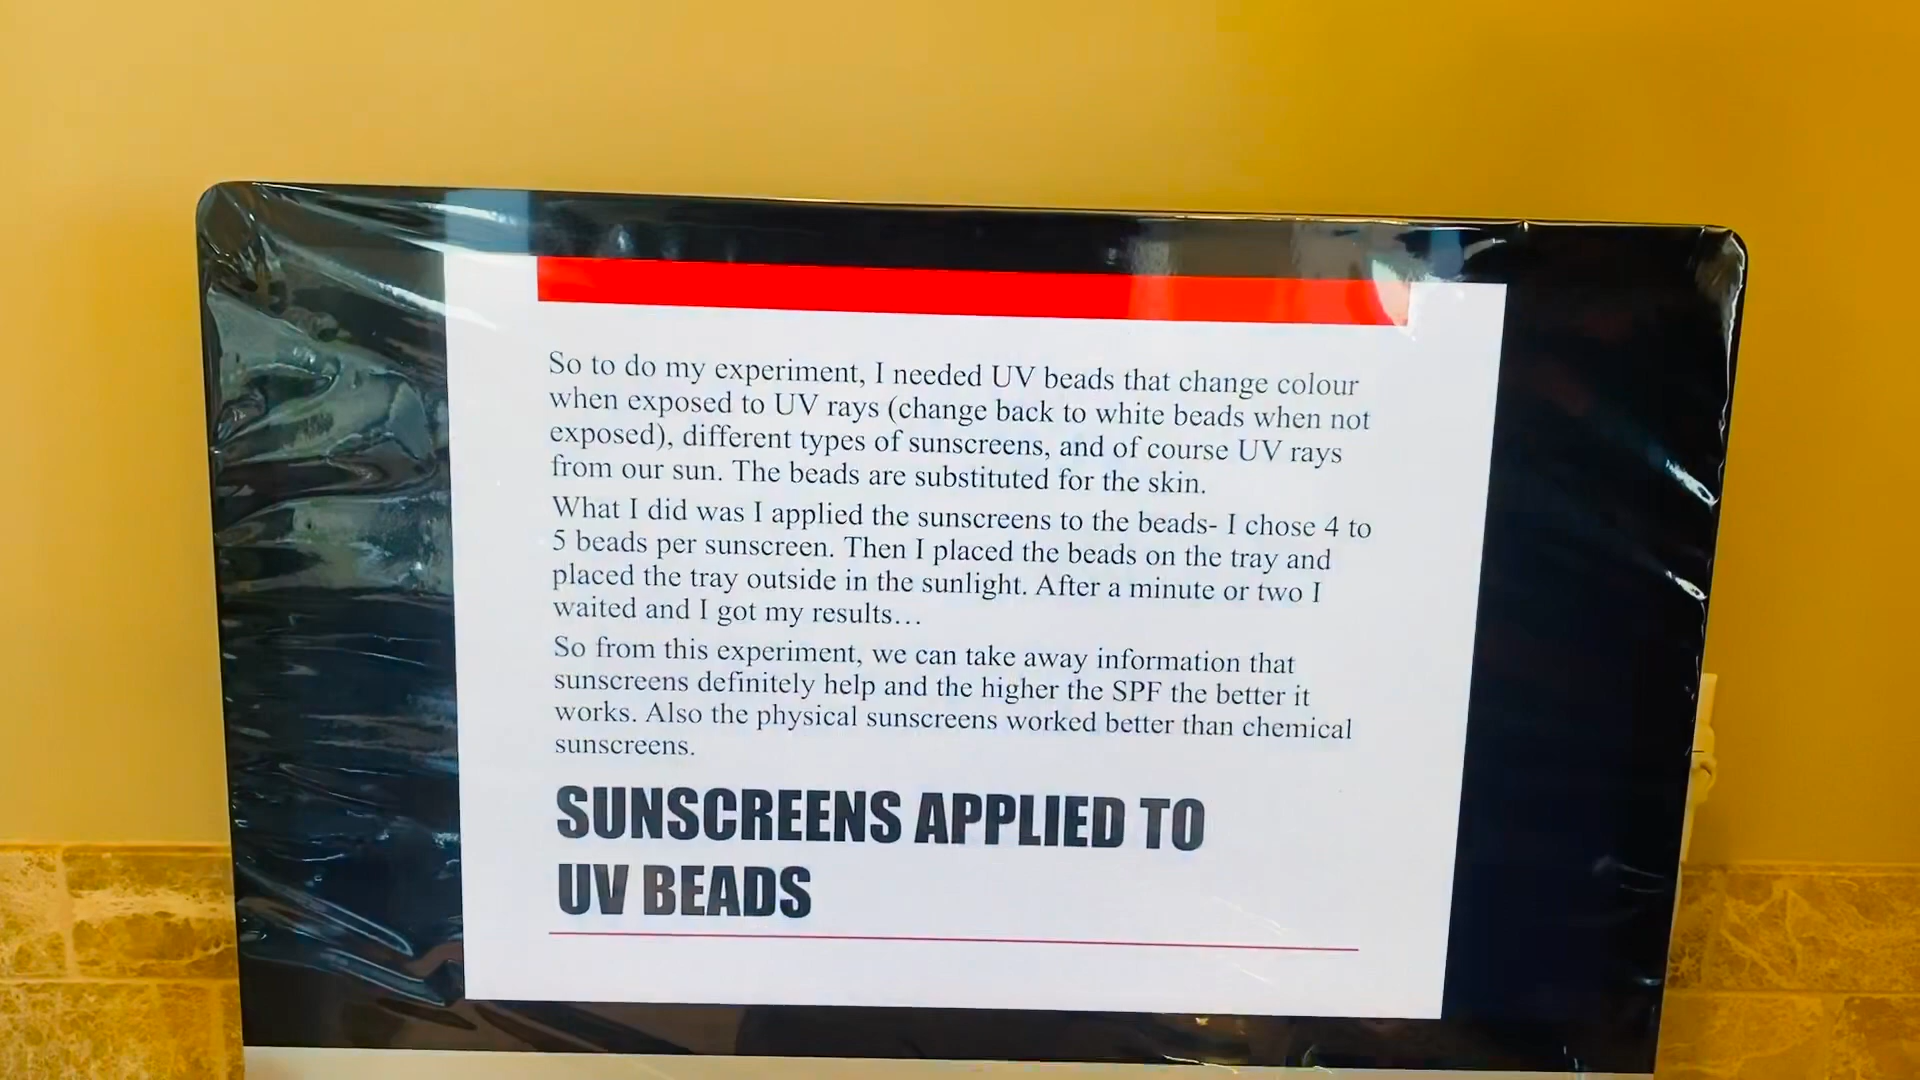 So to do my experiment, I needed UV beads that change colour
when exposed to UV rays (change back to white beads when not
exposed), different types of sunscreens, and of course UV rays
from our sun. The beads are substituted for the skin.
What I did was I applied the sunscreens to the beads- I chose 4 to
5 beads per sunscreen. Then I placed the beads on the tray and
placed the tray outside in the sunlight. After a minute or two I
waited and I got my results…
So from this experiment, we can take away information that
sunscreens definitely help and the higher the SPF the better it
works. Also the physical sunscreens worked better than chemical
sunscreens.
SUNSCREENS APPLIED TO
UV BEADS